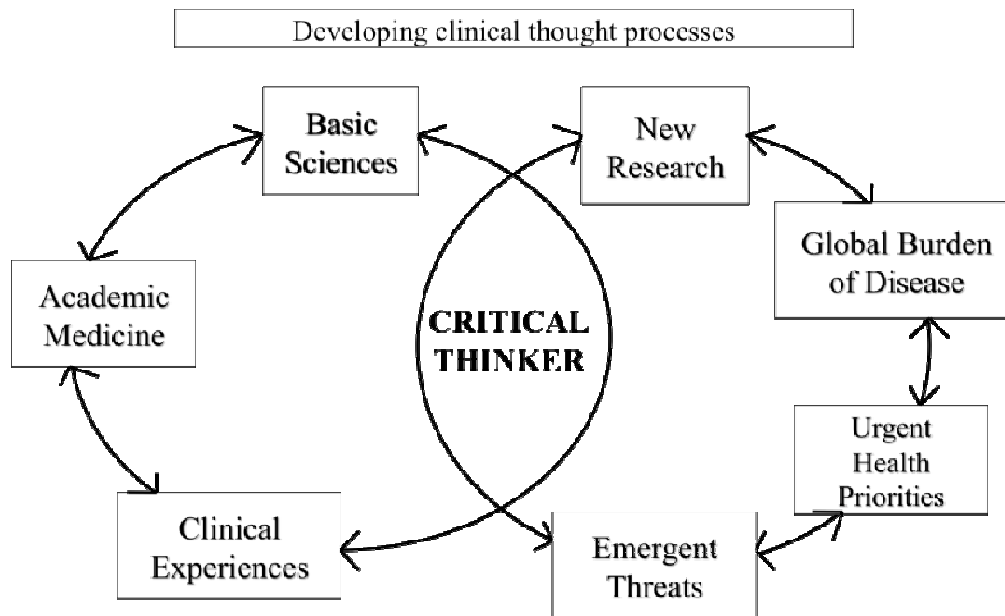 Developing clinical thought processes
Basic
Sciences
New
Research
Global Burden
of Disease
Academic
Medicine
CRITICAL
THINKER
Urgent
Health
Priorities
Clinical
Experiences
Emergent
Threats